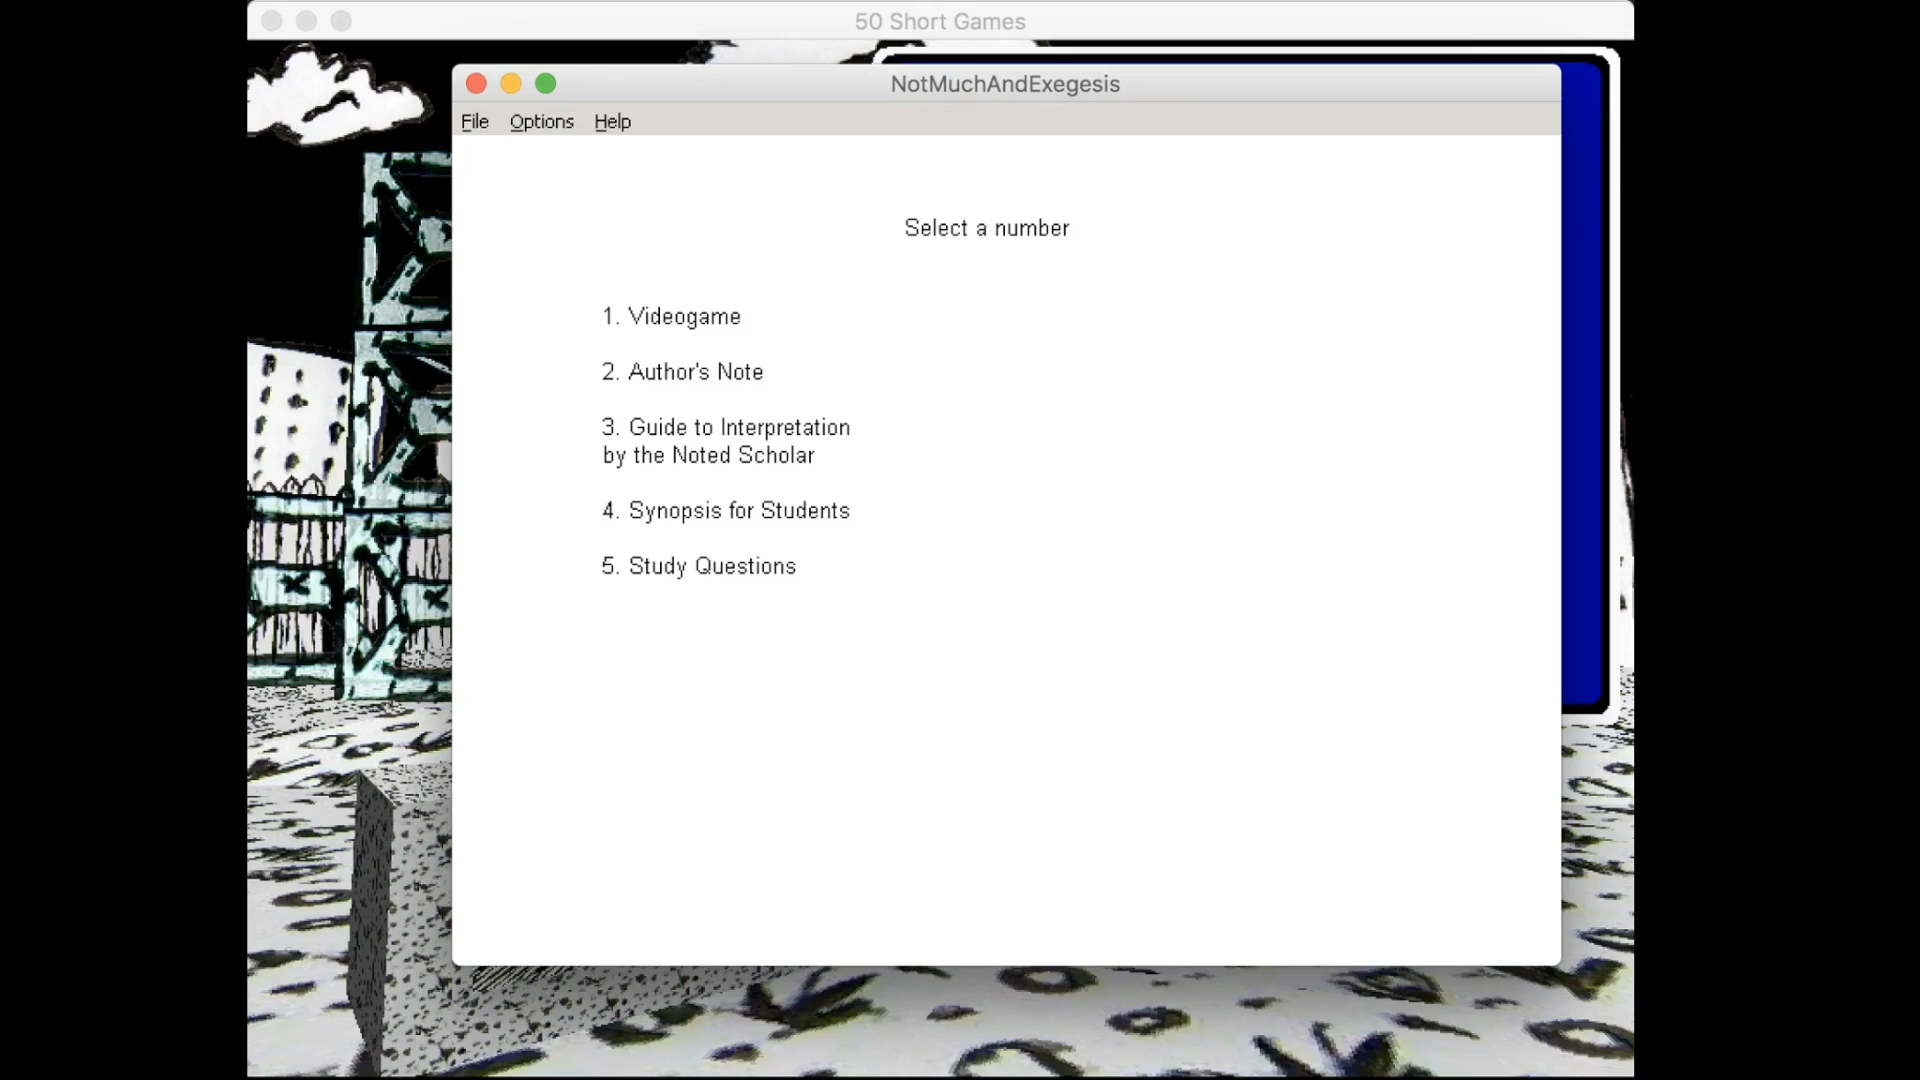 50 Short Games
NotMuchAndExegesis
File Options Help
Select a number
1. Videogame
2. Author's Note
3. Guide to Interpretation
by the Noted Scholar
4. Synopsis for Students
5. Study Questions